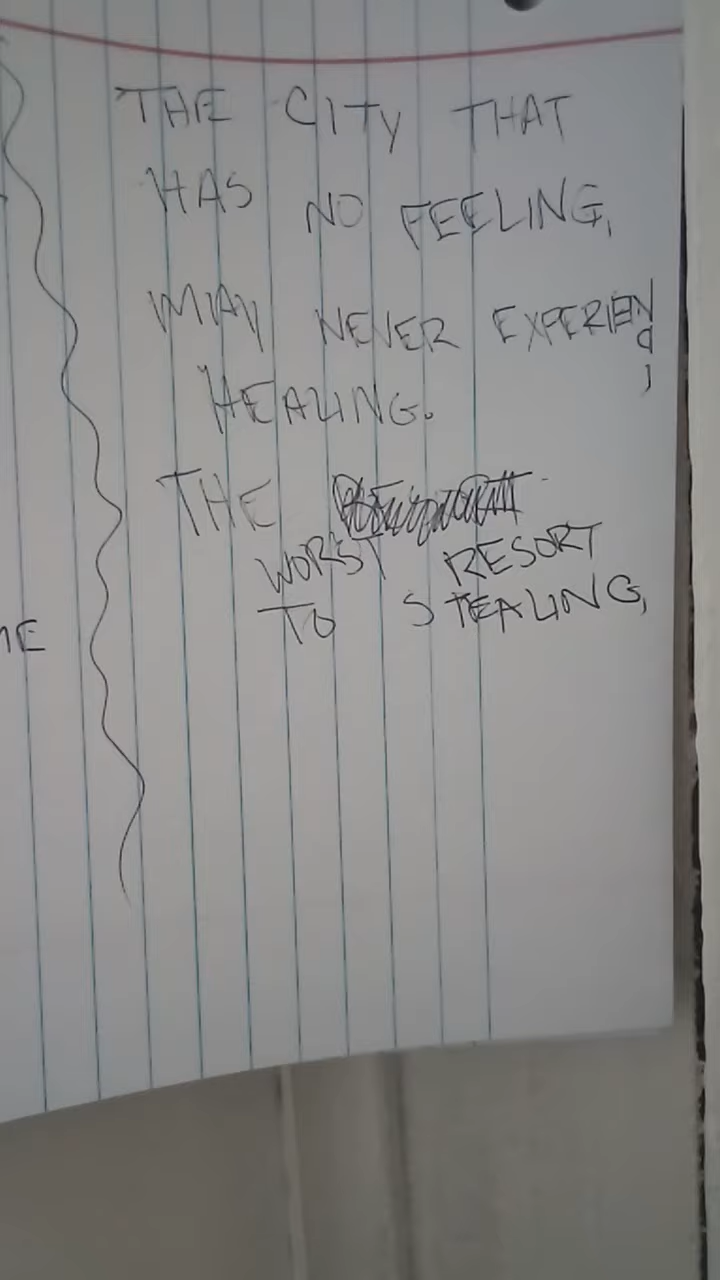 THE CITY THAT
HAS NO FEELING,
MAY NEVER EXPERIEN
HEALING.
THE
WORST RESORT
TO STEALING,